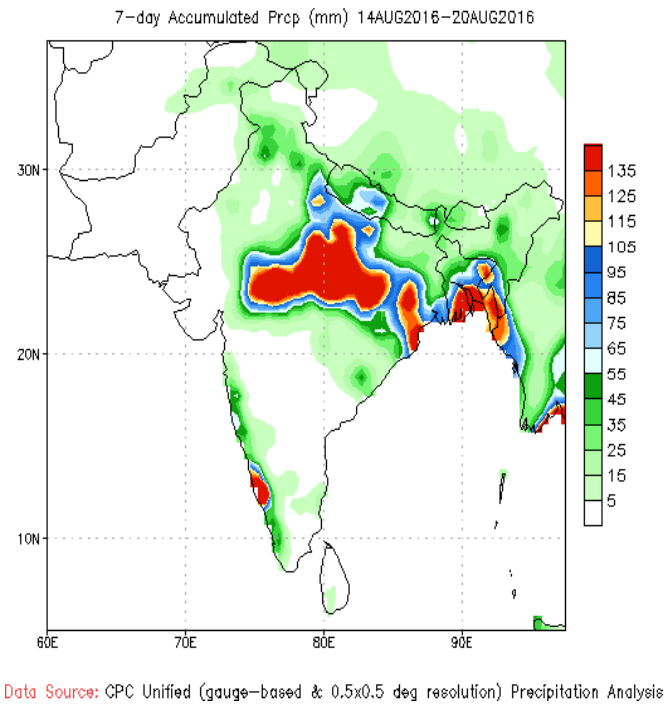 7-day Accumulated Prcp (mm) 14AUG2016-20AUG2016
135
125
115
105
95
85
75
65
55
45
35
25
15
5
30N
20N
10N
60E 70E 80E 90E
Data Source: CPC Unified (gauge-based & 0.5x0.5 deg resolution) Precipitation Analysis